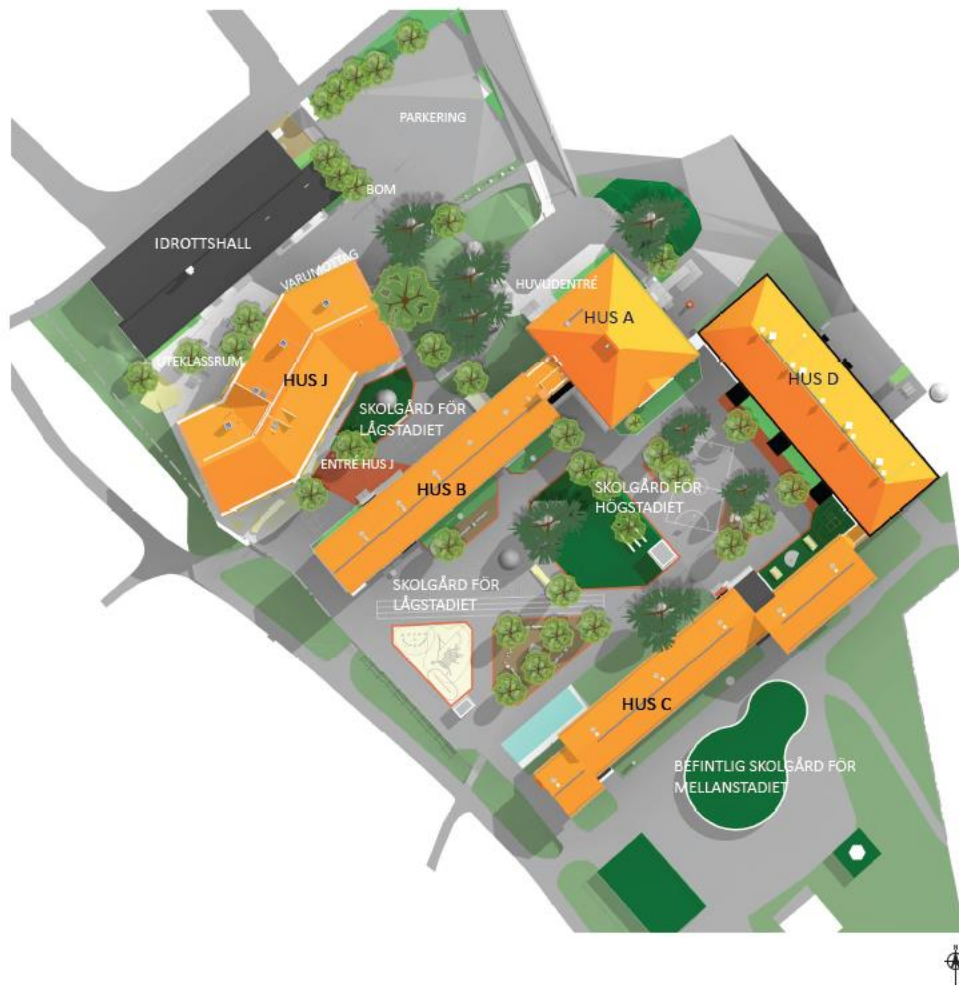 PARKERING
BOM
IDROTTSHALL
VARUMOTTAG
HUVUDENTRÉ
HUS A
UTEKLASSRUM
HUS J
HUS D
SKOLGÅRD FÖR
LÅGSTADIET
ENTRE HUS J
HUS B
SKOLGÅRD FÖR
HÖGSTADIET
SKOLGÅRD FÖR
LÅGSTADIET
HUS C
BEFINTLIG SKOLGÅRD FÖR
MELLANSTADIET
N